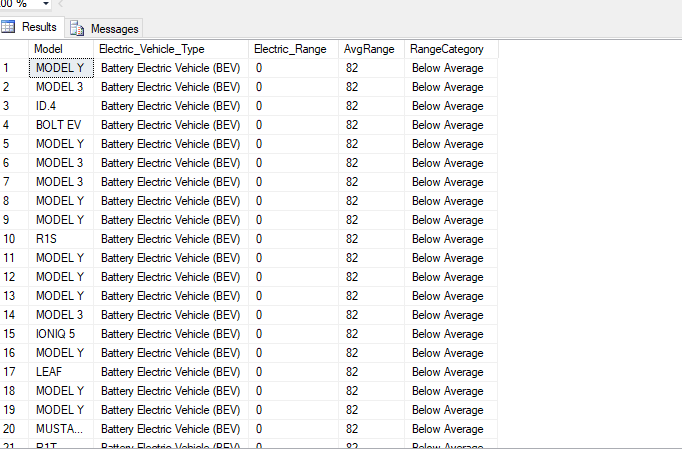 00 %
Results Messages
Model Electric_Vehicle_Type Electric_Range AvgRange RangeCategory
1 MODEL Y Battery Electric Vehicle (BEV) 0 82 Below Average
2 MODEL 3 Battery Electric Vehicle (BEV) 0 82 Below Average
3 ID.4 Battery Electric Vehicle (BEV) 0 82 Below Average
4 BOLT EV Battery Electric Vehicle (BEV) 0 82 Below Average
5 MODEL Y Battery Electric Vehicle (BEV) 0 82 Below Average
6 MODEL 3 Battery Electric Vehicle (BEV) 0 82 Below Average
7 MODEL 3 Battery Electric Vehicle (BEV) 0 82 Below Average
8 MODEL Y Battery Electric Vehicle (BEV) 0 82 Below Average
9 MODEL Y Battery Electric Vehicle (BEV) 0 82 Below Average
10 R1S Battery Electric Vehicle (BEV) 0 82 Below Average
11 MODEL Y Battery Electric Vehicle (BEV) 0 82 Below Average
12 MODEL Y Battery Electric Vehicle (BEV) 0 82 Below Average
13 MODEL Y Battery Electric Vehicle (BEV) 0 82 Below Average
14 MODEL 3 Battery Electric Vehicle (BEV) 0 82 Below Average
15 IONIQ 5 Battery Electric Vehicle (BEV) 0 82 Below Average
16 MODEL Y Battery Electric Vehicle (BEV) 0 82 Below Average
17 LEAF Battery Electric Vehicle (BEV) 0 82 Below Average
18 MODEL Y Battery Electric Vehicle (BEV) 0 82 Below Average
19 MODEL Y Battery Electric Vehicle (BEV) 0 82 Below Average
20 MUSTA... Battery Electric Vehicle (BEV) 0 82 Below Average
21 R1T Battery Electric Vehicle (BEV) 0 82 Below Average